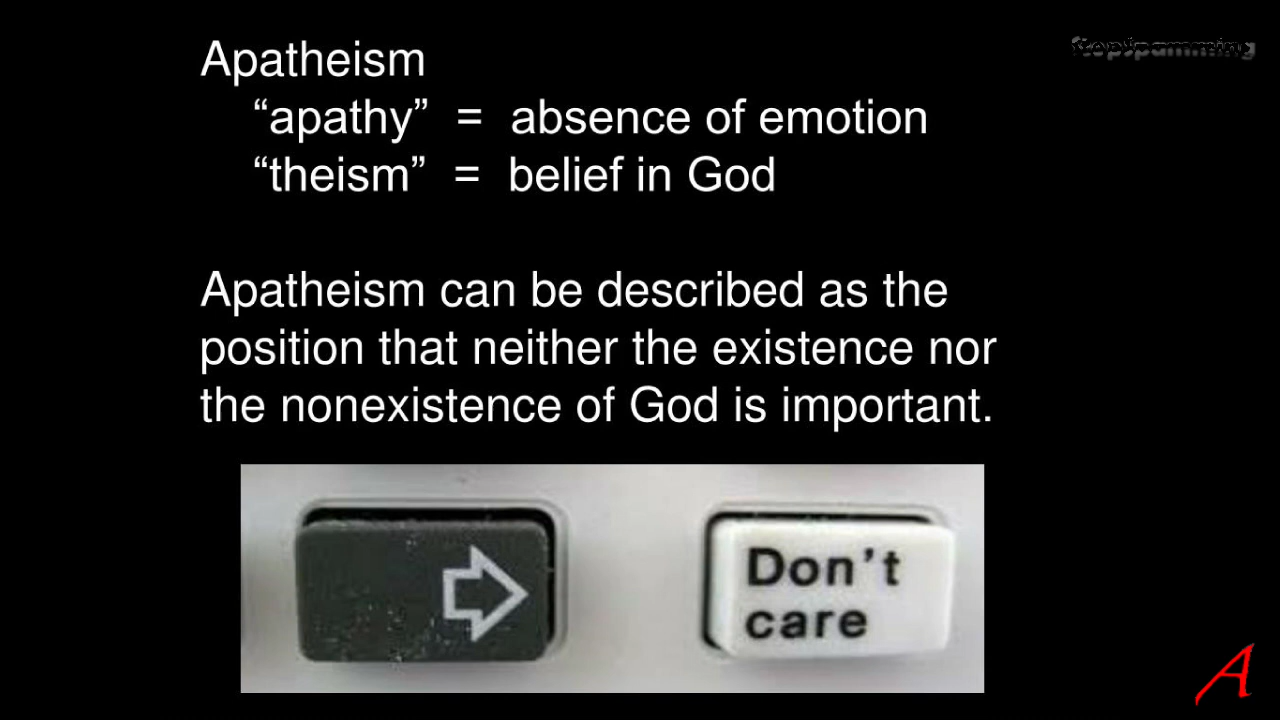 Apatheism
“apathy” = absence of emotion
“theism” = belief in God
Apatheism can be described as the
position that neither the existence nor
the nonexistence of God is important.
Don’t
care
A